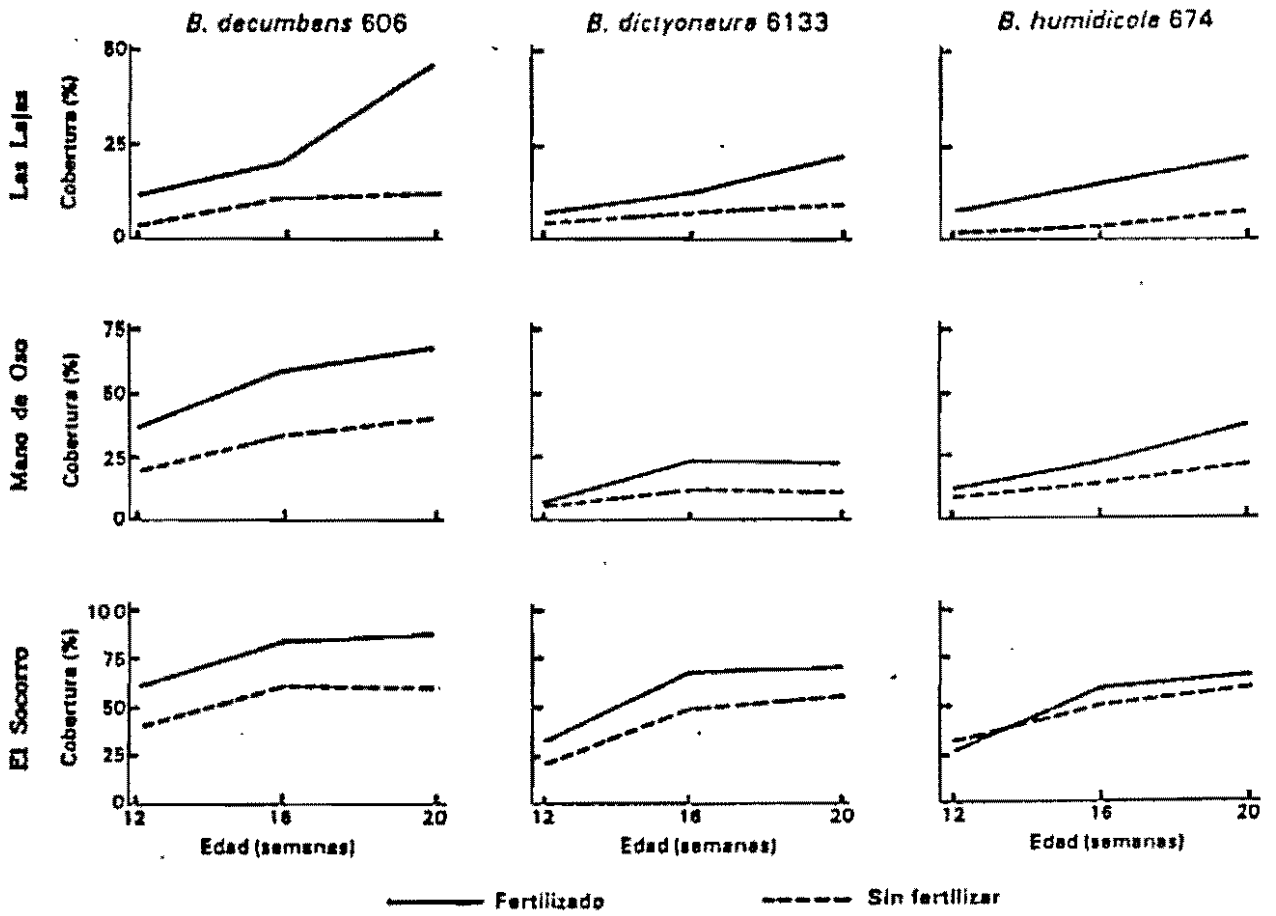 B. decumbens 606
B. dictyoneura 6133
B. humidicola 674
Las Lajas
Cobertura (%)
50
25
0
Mano de Oso
Cobertura (%)
75
50
25
0
El Socorro
Cobertura (%)
100
75
50
25
0
12 16 20
12 16 20
12 16 20
Edad (semanas)
Edad (semanas)
Edad (semanas)
Fertilizado
Sin fertilizar